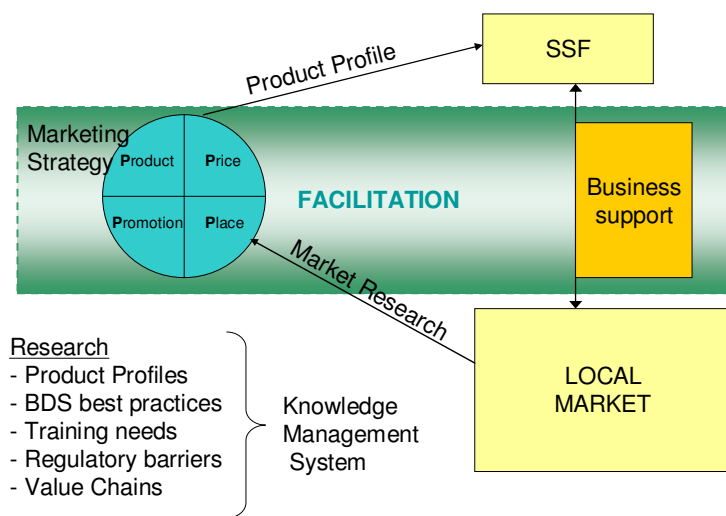 SSF
Product Profile
Marketing
Strategy
Product
Price
Promotion
Place
FACILITATION
Business
support
Market Research
LOCAL
MARKET
Research
- Product Profiles
- BDS best practices
- Training needs
- Regulatory barriers
- Value Chains
Knowledge
Management
System